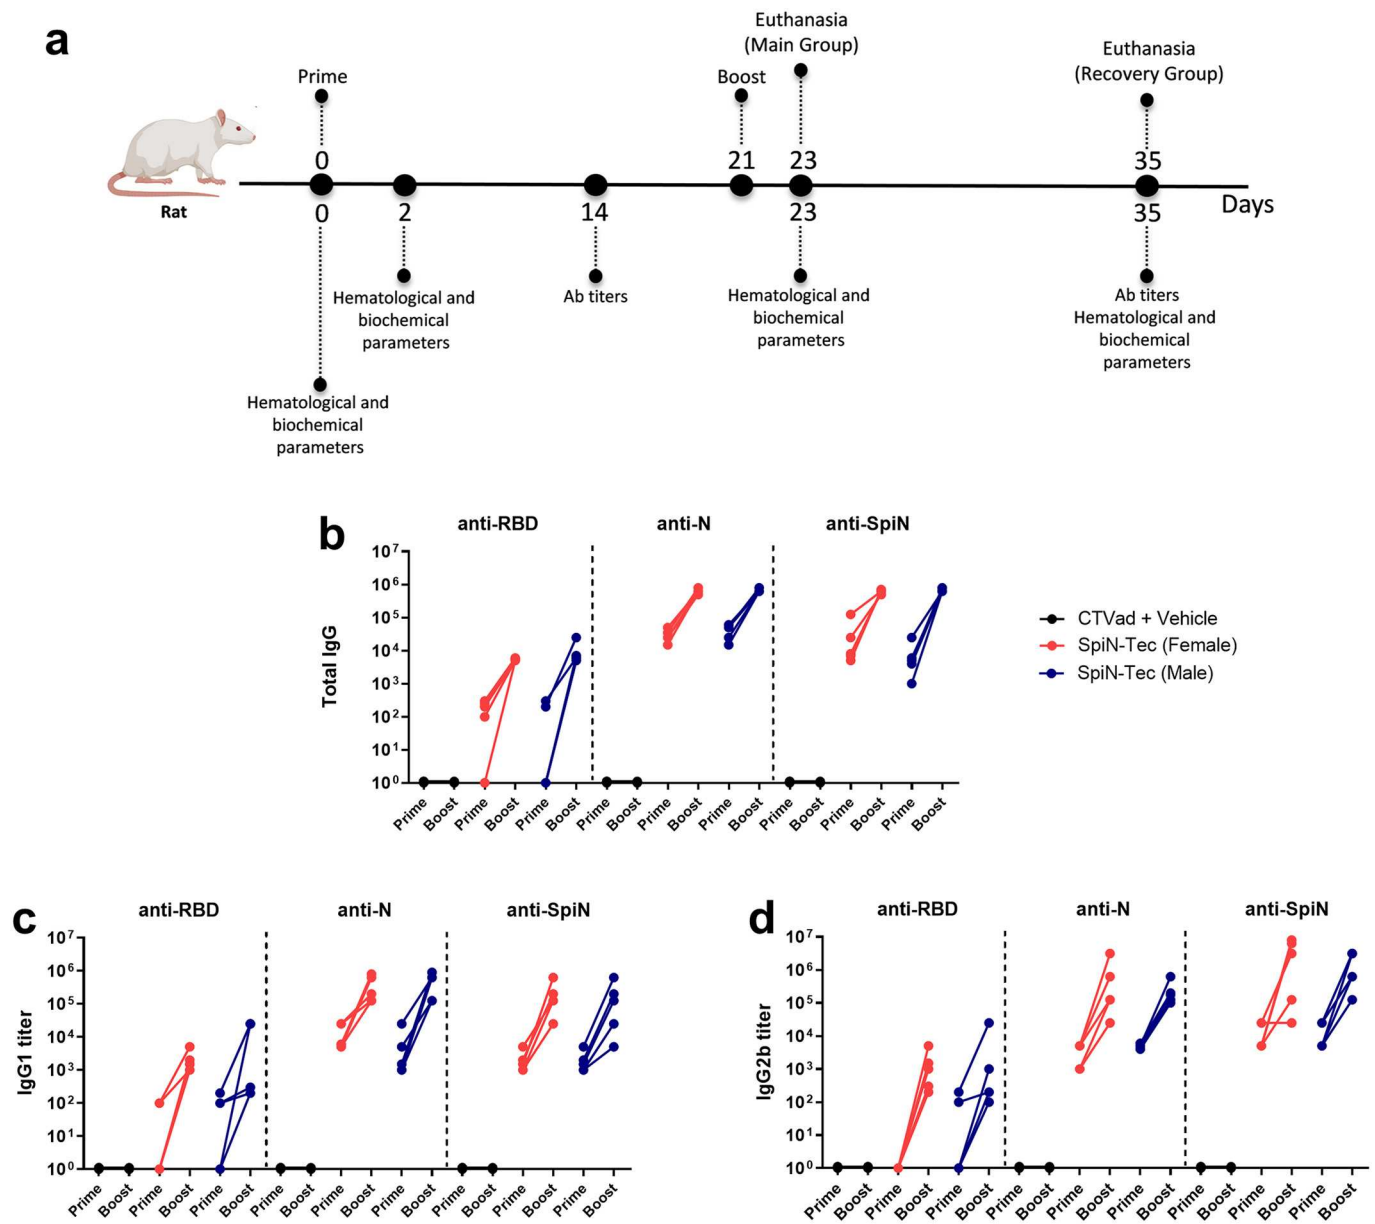 a
Euthanasia
(Main Group)
Euthanasia
(Recovery Group)
Prime
Boost
0
21
23
35
Rat
0
2
14
23
35
Days
Hematological and
biochemical
parameters
Ab titers
Hematological and
biochemical
parameters
Ab titers
Hematological and
biochemical
parameters
Hematological and
biochemical
parameters
b
anti-RBD
anti-N
anti-SpiN
Total IgG
10⁷
10⁶
10⁵
10⁴
10³
10²
10¹
10⁰
Prime Boost Prime Boost Prime Boost Prime Boost Prime Boost Prime Boost Prime Boost Prime Boost Prime Boost
CTVad + Vehicle
SpiN-Tec (Female)
SpiN-Tec (Male)
c
anti-RBD
anti-N
anti-SpiN
IgG1 titer
10⁷
10⁶
10⁵
10⁴
10³
10²
10¹
10⁰
Prime Boost Prime Boost Prime Boost Prime Boost Prime Boost Prime Boost Prime Boost Prime Boost Prime Boost
d
anti-RBD
anti-N
anti-SpiN
IgG2b titer
10⁷
10⁶
10⁵
10⁴
10³
10²
10¹
10⁰
Prime Boost Prime Boost Prime Boost Prime Boost Prime Boost Prime Boost Prime Boost Prime Boost Prime Boost